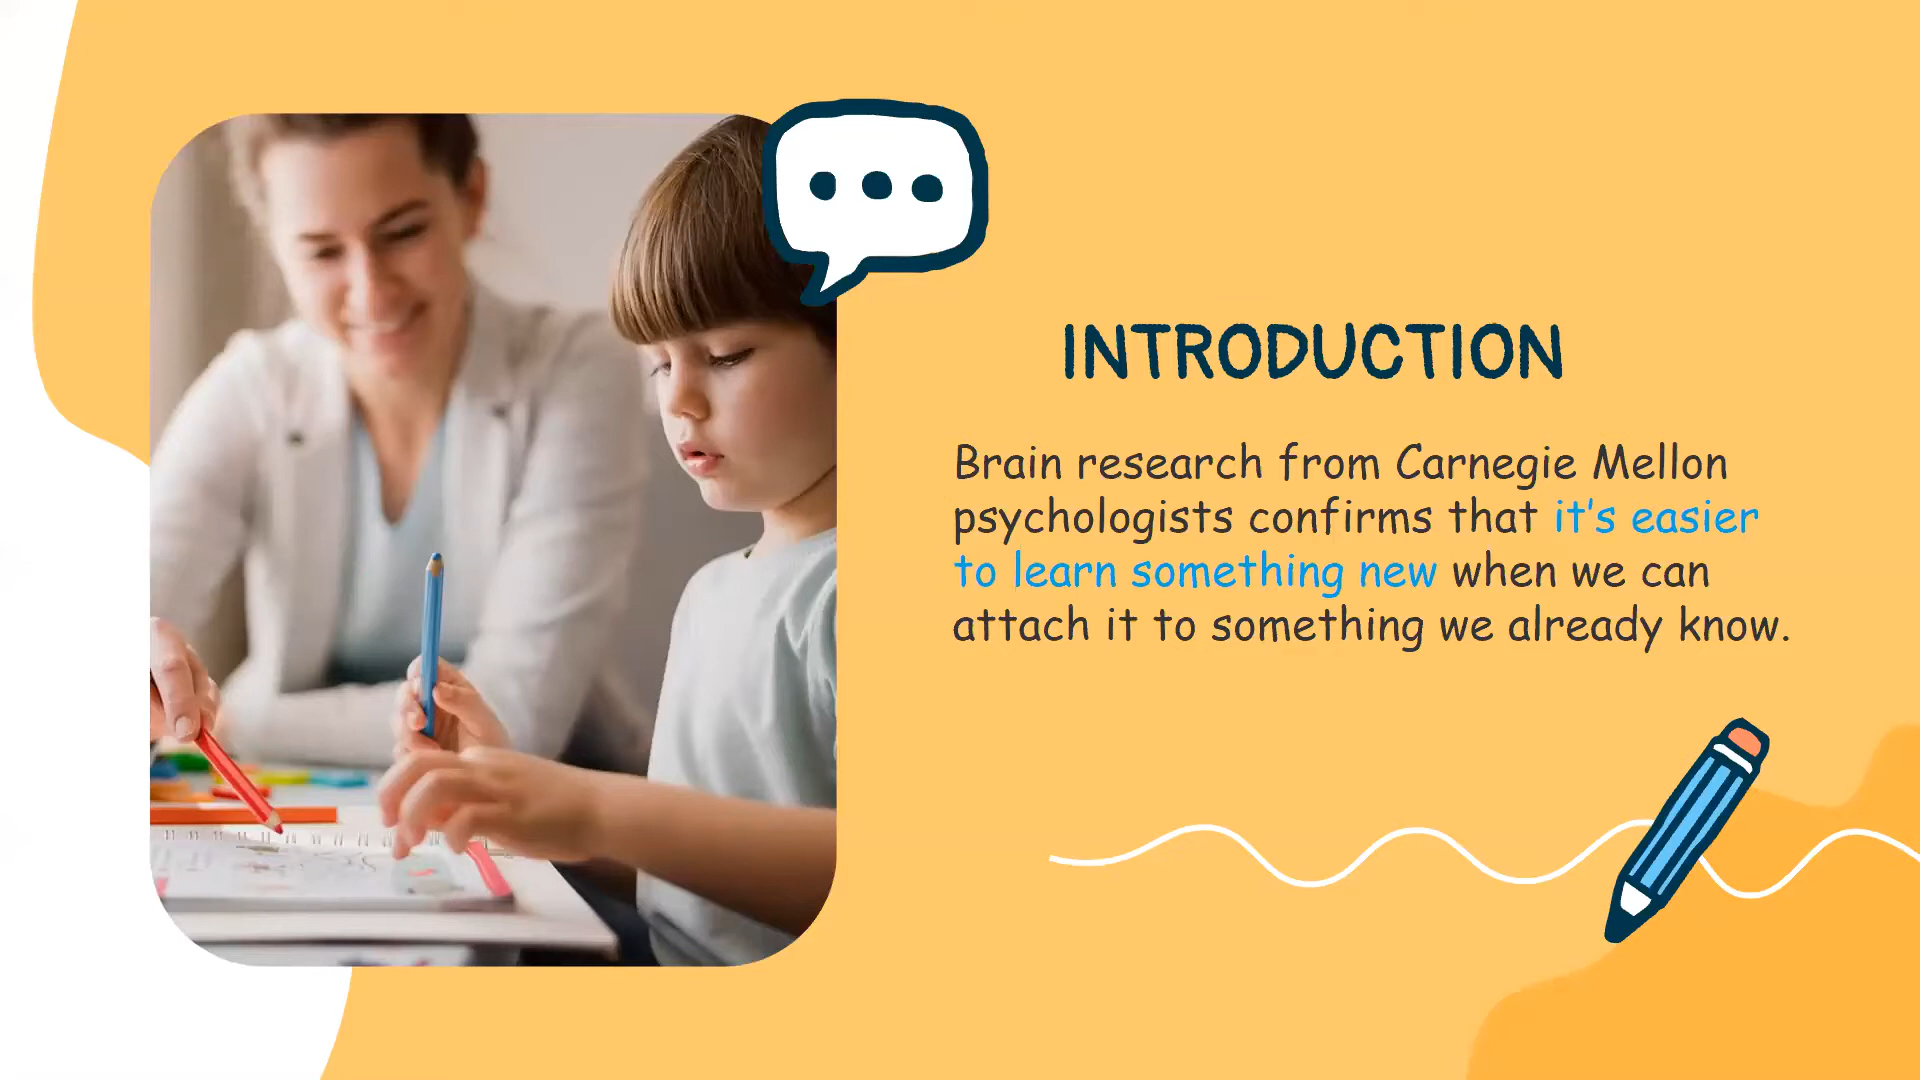 INTRODUCTION
Brain research from Carnegie Mellon
psychologists confirms that it's easier
to learn something new when we can
attach it to something we already know.